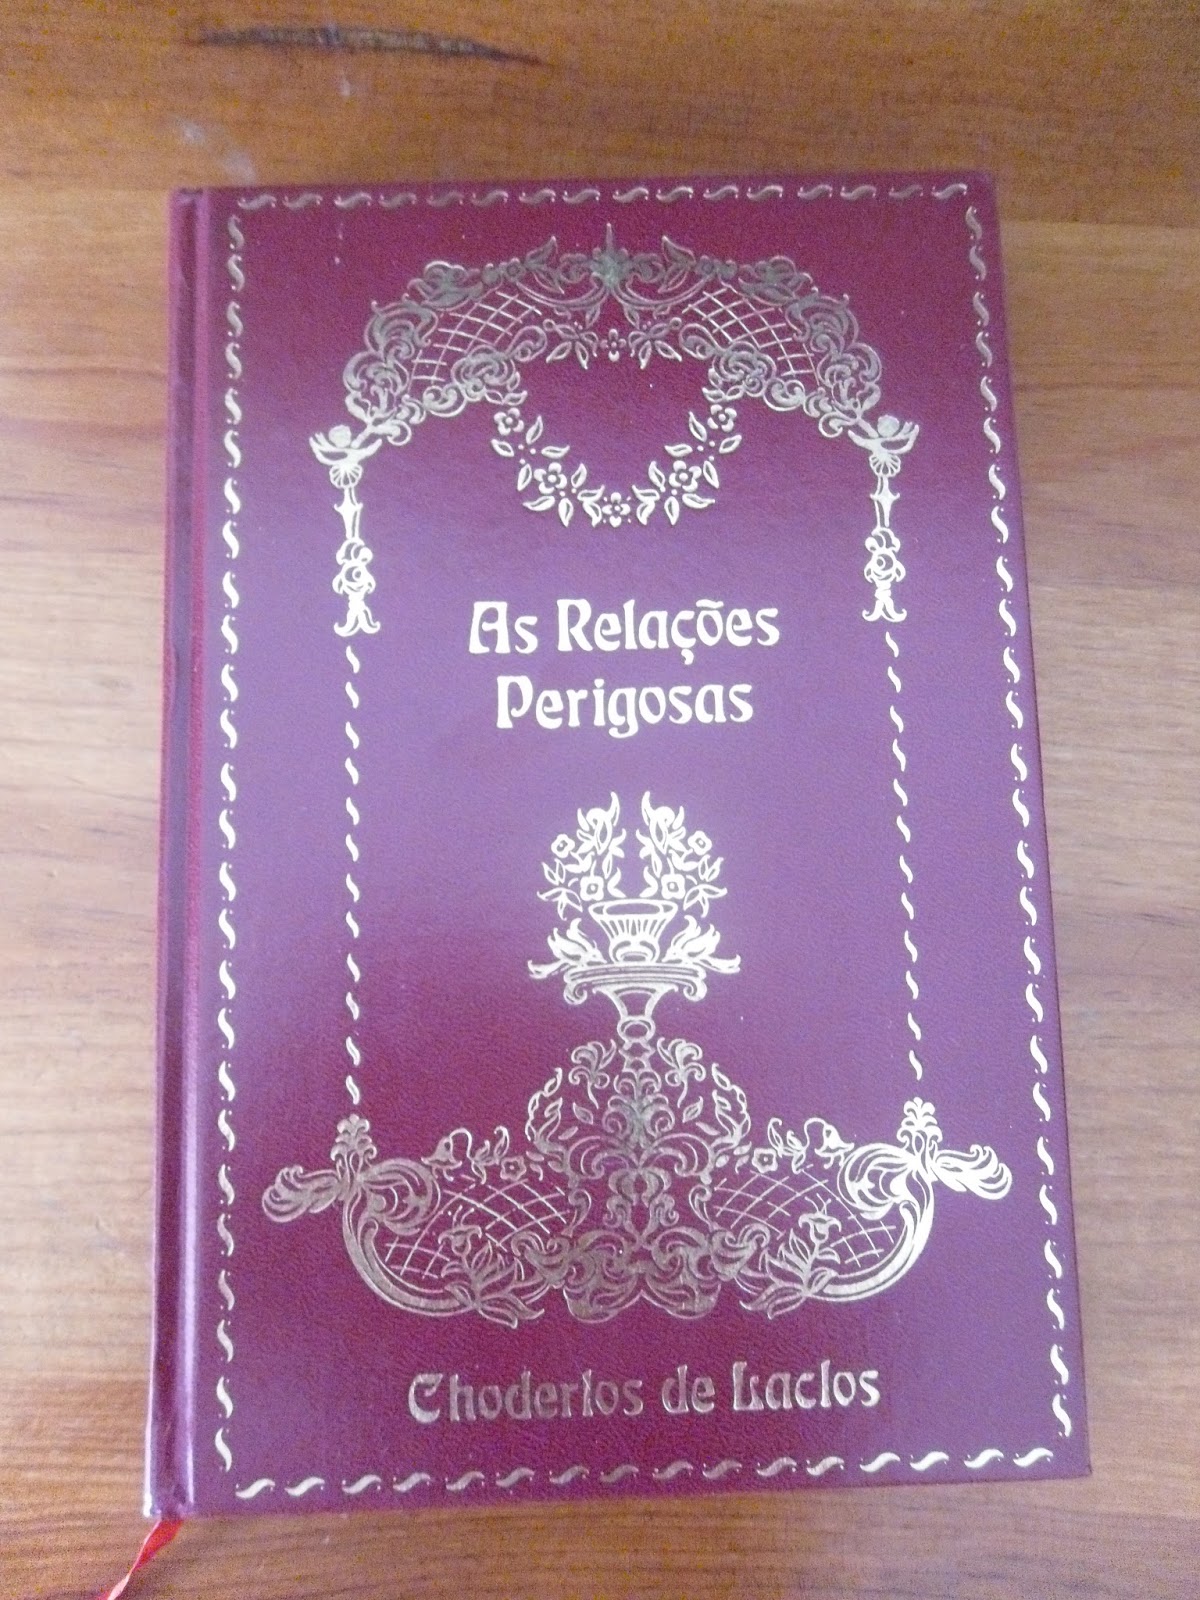 As Relações
Perigosas
Choderlos de Laclos